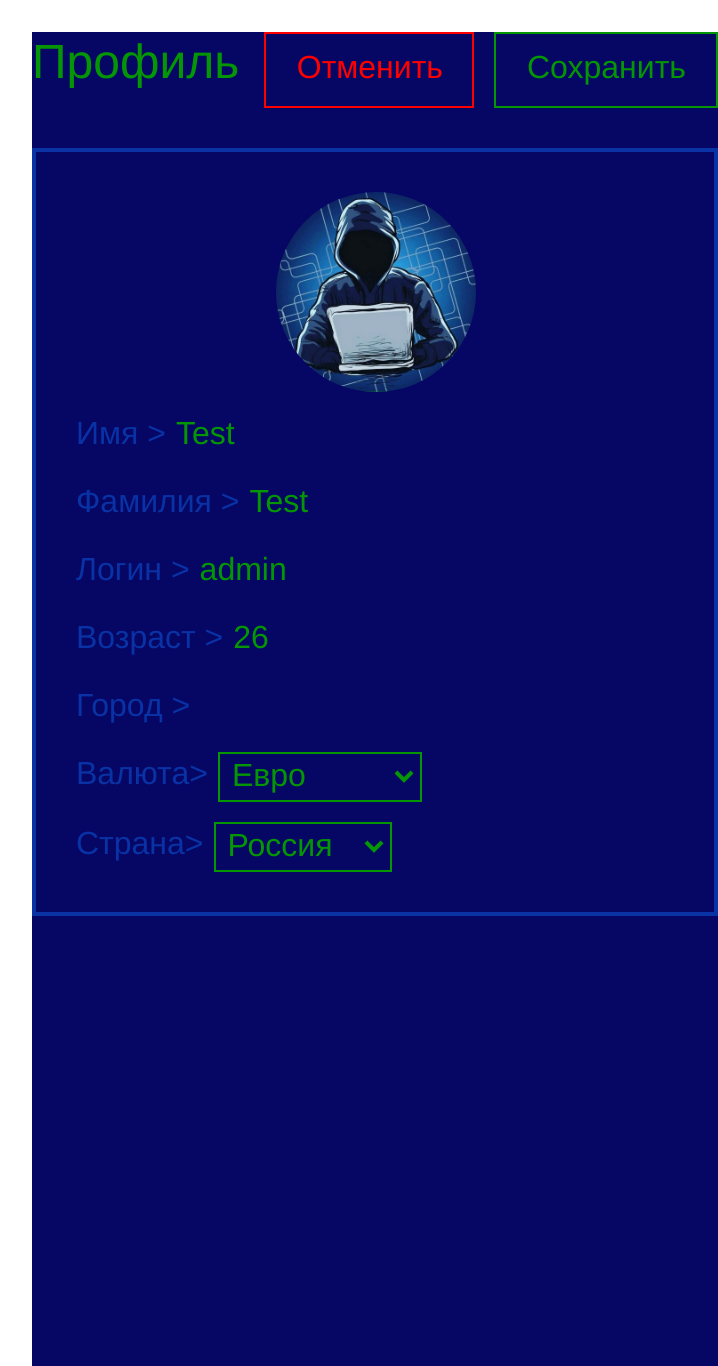 Профиль Отменить Сохранить
Имя > Test
Фамилия > Test
Логин > admin
Возраст > 26
Город >
Валюта> Евро
Страна> Россия